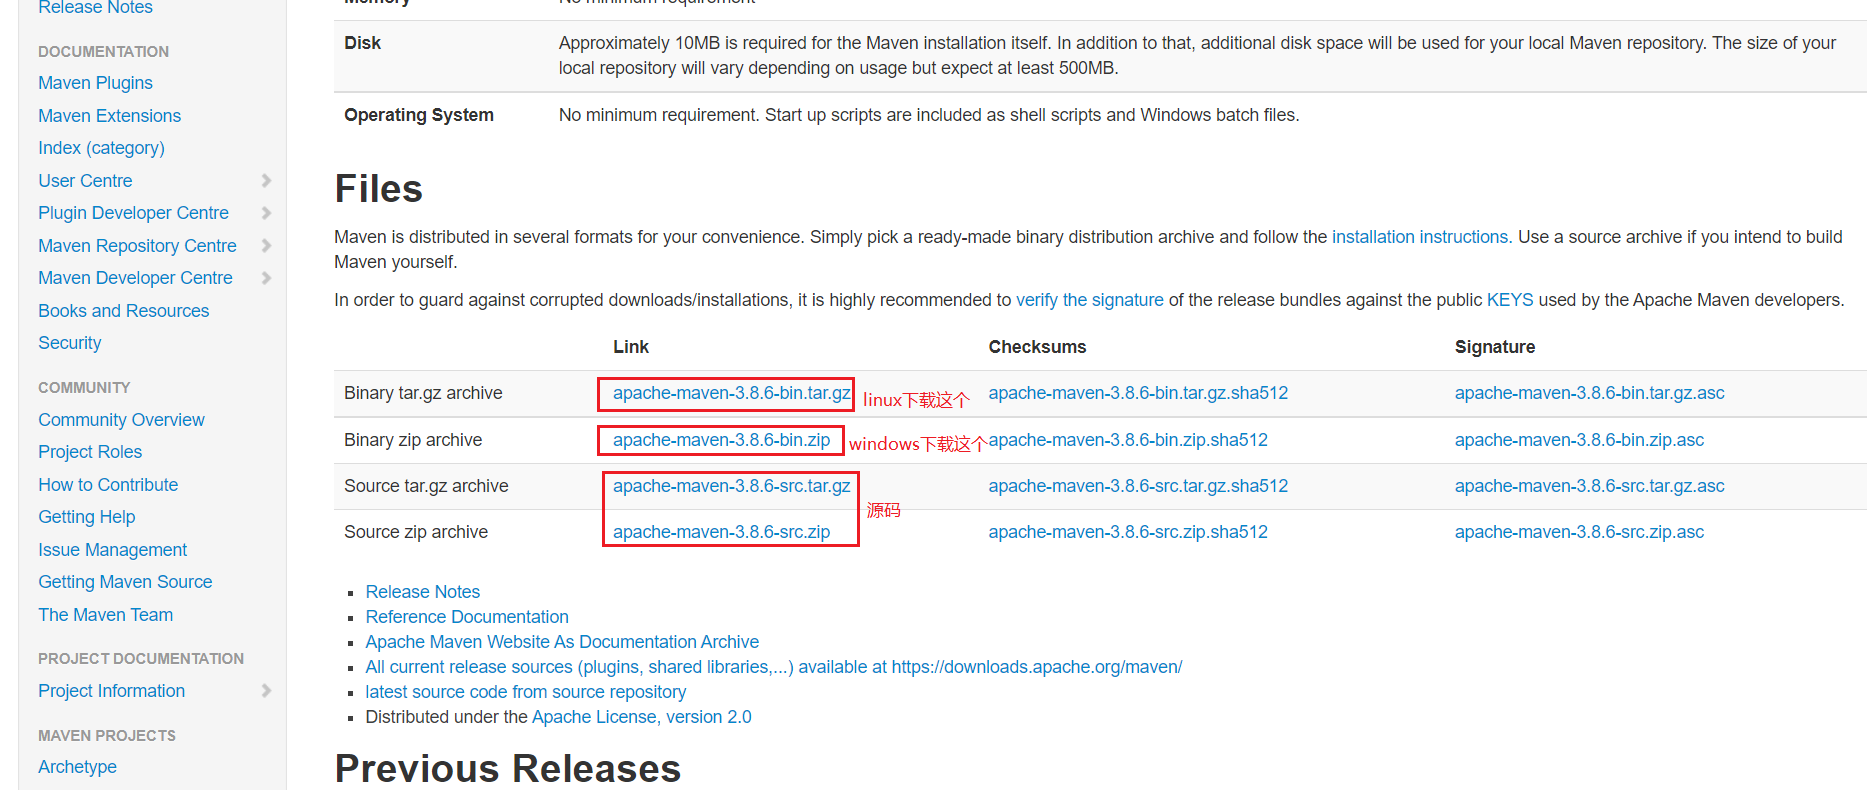 Release Notes
DOCUMENTATION
Maven Plugins
Maven Extensions
Index (category)
User Centre
Plugin Developer Centre
Maven Repository Centre
Maven Developer Centre
Books and Resources
Security
COMMUNITY
Community Overview
Project Roles
How to Contribute
Getting Help
Issue Management
Getting Maven Source
The Maven Team
PROJECT DOCUMENTATION
Project Information
MAVEN PROJECTS
Archetype
Memory No minimum requirement
Disk Approximately 10MB is required for the Maven installation itself. In addition to that, additional disk space will be used for your local Maven repository. The size of your
local repository will vary depending on usage but expect at least 500MB.
Operating System No minimum requirement. Start up scripts are included as shell scripts and Windows batch files.
Files
Maven is distributed in several formats for your convenience. Simply pick a ready-made binary distribution archive and follow the installation instructions. Use a source archive if you intend to build
Maven yourself.
In order to guard against corrupted downloads/installations, it is highly recommended to verify the signature of the release bundles against the public KEYS used by the Apache Maven developers.
Link Checksums Signature
Binary tar.gz archive apache-maven-3.8.6-bin.tar.gz linux下载这个 apache-maven-3.8.6-bin.tar.gz.sha512 apache-maven-3.8.6-bin.tar.gz.asc
Binary zip archive apache-maven-3.8.6-bin.zip windows下载这个 apache-maven-3.8.6-bin.zip.sha512 apache-maven-3.8.6-bin.zip.asc
Source tar.gz archive apache-maven-3.8.6-src.tar.gz apache-maven-3.8.6-src.tar.gz.sha512 apache-maven-3.8.6-src.tar.gz.asc
源码
Source zip archive apache-maven-3.8.6-src.zip apache-maven-3.8.6-src.zip.sha512 apache-maven-3.8.6-src.zip.asc
Release Notes
Reference Documentation
Apache Maven Website As Documentation Archive
All current release sources (plugins, shared libraries,...) available at https://downloads.apache.org/maven/
latest source code from source repository
Distributed under the Apache License, version 2.0
Previous Releases